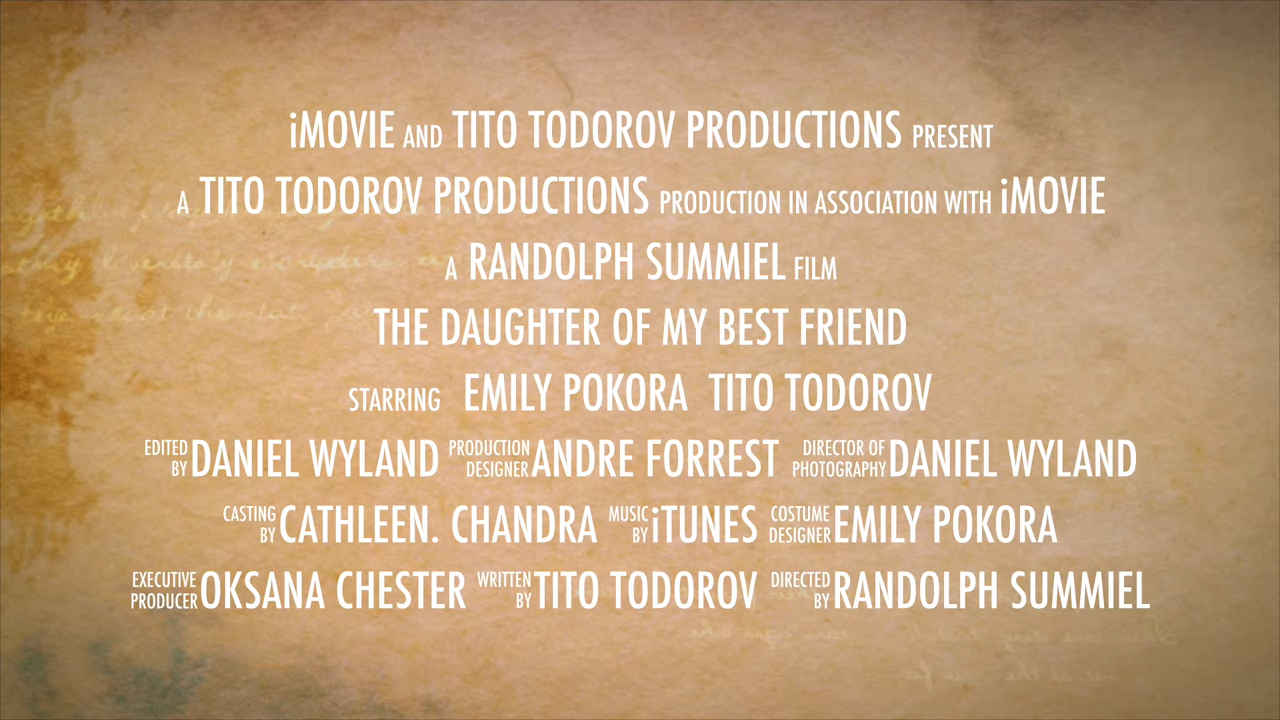 iMOVIE AND TITO TODOROV PRODUCTIONS PRESENT
A TITO TODOROV PRODUCTIONS PRODUCTION IN ASSOCIATION WITH iMOVIE
A RANDOLPH SUMMIEL FILM
THE DAUGHTER OF MY BEST FRIEND
STARRING EMILY POKORA TITO TODOROV
EDITED BY DANIEL WYLAND PRODUCTION DESIGNER ANDRE FORREST DIRECTOR OF PHOTOGRAPHY DANIEL WYLAND
CASTING BY CATHLEEN. CHANDRA MUSIC BY iTUNES COSTUME DESIGNER EMILY POKORA
EXECUTIVE PRODUCER OKSANA CHESTER WRITTEN BY TITO TODOROV DIRECTED BY RANDOLPH SUMMIEL